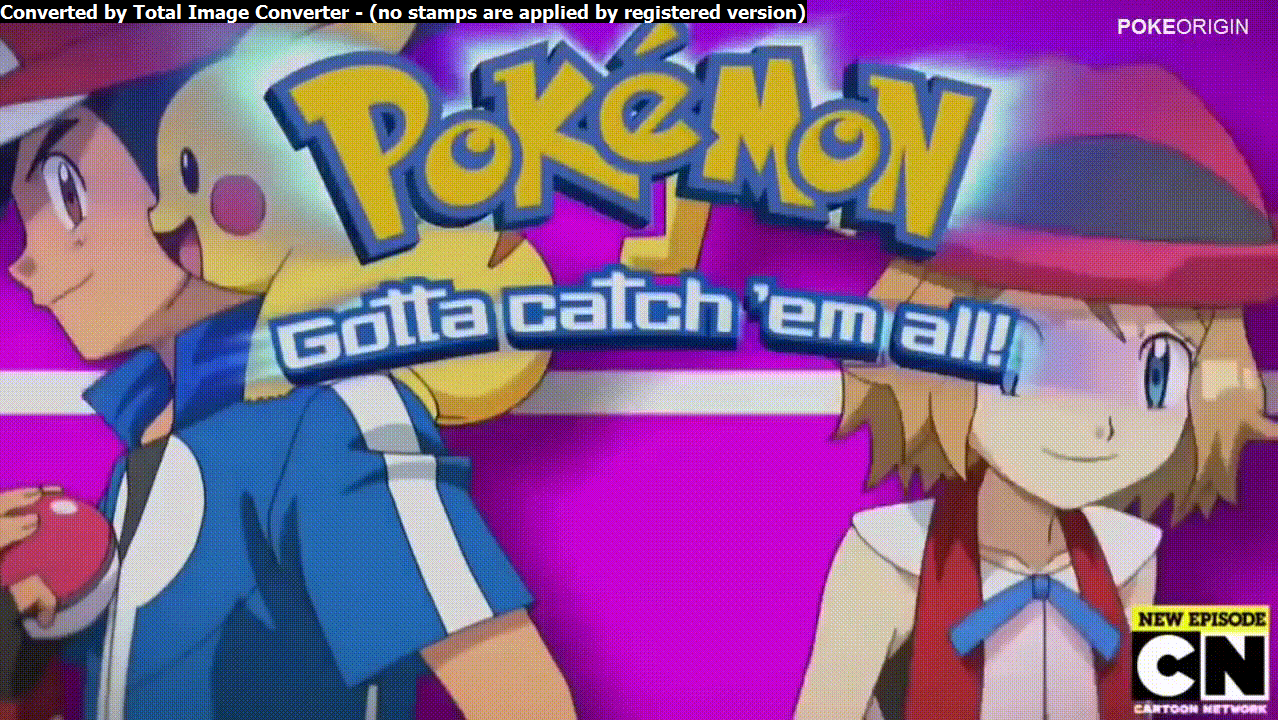 Converted by Total Image Converter - (no stamps are applied by registered version)
POKEORIGIN
POKéMON
Gotta catch 'em all!
NEW EPISODE
CN
CARTOON NETWORK